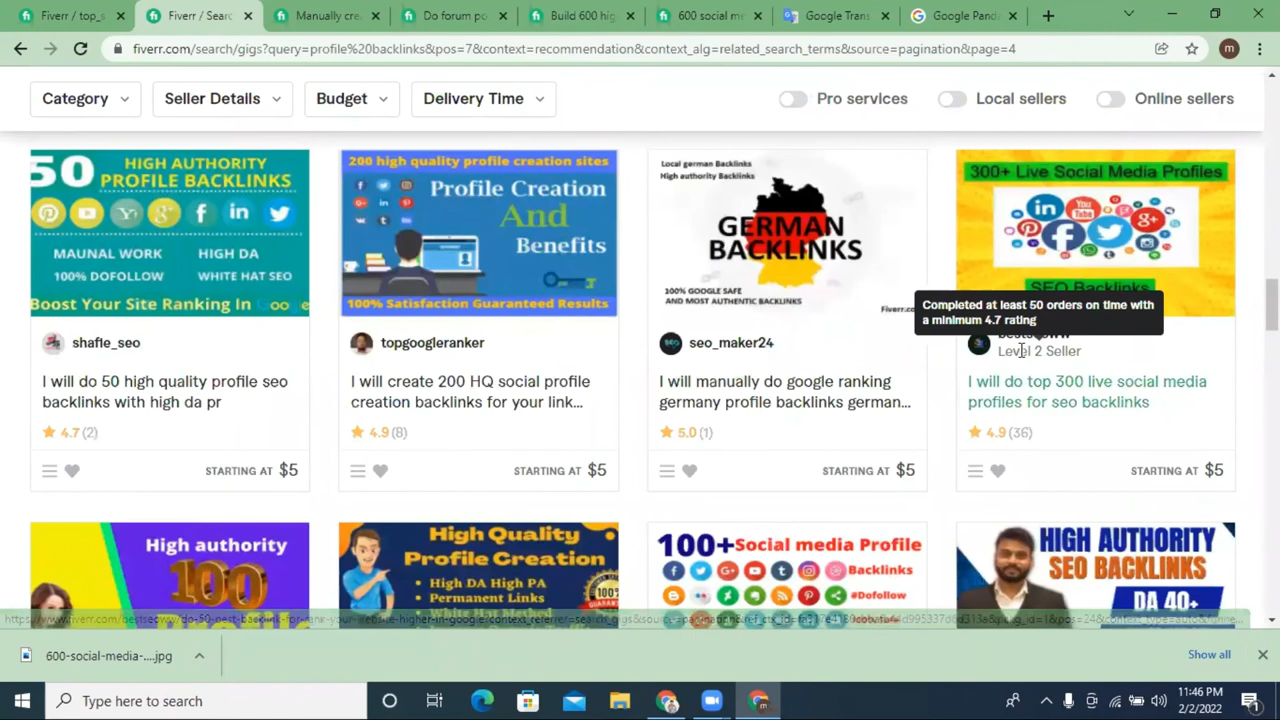 Fiverr / top_s
Fiverr / Sear
Manually cre
Do forum po
Build 600 hig
600 social me
Google Trans
Google Panda
fiverr.com/search/gigs?query=profile%20backlinks&pos=7&context=recommendation&context_alg=related_search_terms&source=pagination&page=4
m
Category
Seller Details
Budget
Delivery Time
Pro services
Local sellers
Online sellers
50 HIGH AUTHORITY
PROFILE BACKLINKS
MAUNAL WORK HIGH DA
100% DOFOLLOW WHITE HAT SEO
Boost Your Site Ranking In Google
200 high quality profile creation sites
Profile Creation
And
Benefits
100% Satisfaction Guaranteed Results
Local german Backlinks
High authority Backlinks
GERMAN
BACKLINKS
100% GOOGLE SAFE
AND MOST AUTHENTIC BACKLINKS
300+ Live Social Media Profiles
SEO Backlinks
Completed at least 50 orders on time with
a minimum 4.7 rating
shafie_seo
topgoogleranker
seo_maker24
Level 2 Seller
I will do 50 high quality profile seo
backlinks with high da pr
I will create 200 HQ social profile
creation backlinks for your link...
I will manually do google ranking
germany profile backlinks german...
I will do top 300 live social media
profiles for seo backlinks
4.7 (2)
4.9 (8)
5.0 (1)
4.9 (36)
STARTING AT $5
STARTING AT $5
STARTING AT $5
STARTING AT $5
High authority
100
High Quality
Profile Creation
• High DA High PA
• Permanent Links
100+Social media Profile
Backlinks
#Dofollow
HIGH AUTHORITY
SEO BACKLINKS
DA 40+
600-social-media-....jpg
Show all
Type here to search
11:46 PM
2/2/2022